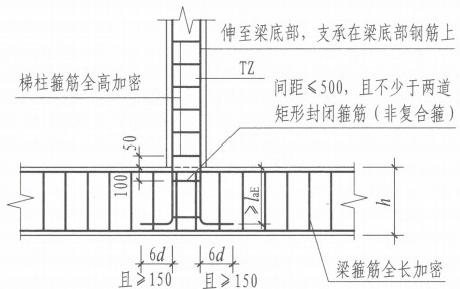 伸至梁底部，支承在梁底部钢筋上
梯柱箍筋全高加密
TZ
间距≤500，且不少于两道
矩形封闭箍筋（非复合箍）
50
100
≥laE
h
6d
6d
且≥150
且≥150
梁箍筋全长加密